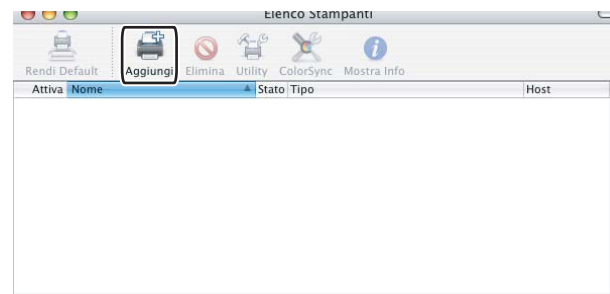 Elenco Stampanti
Rendi Default Aggiungi Elimina Utility ColorSync Mostra Info
Attiva Nome Stato Tipo Host